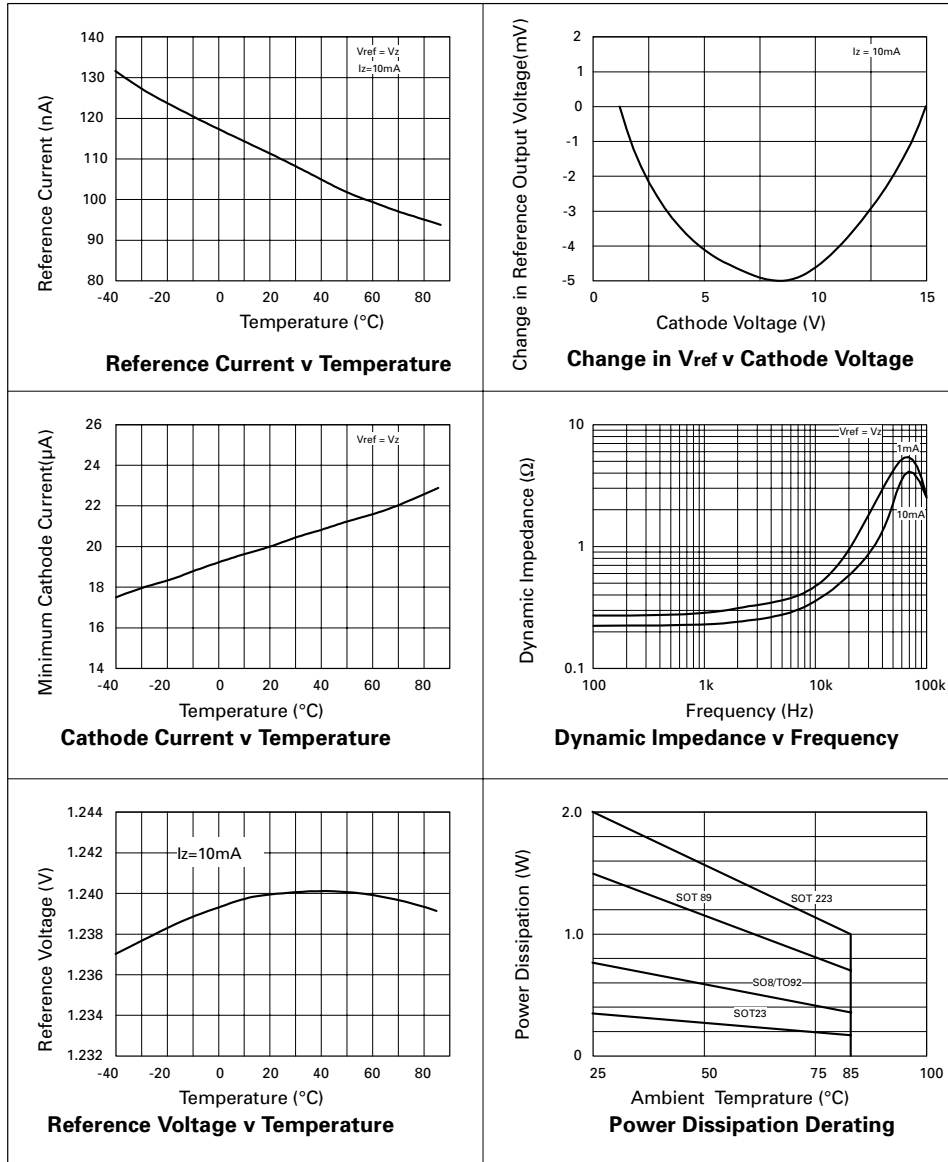 140
130
120
110
100
90
80
Reference Current (nA)
Vref = Vz
Iz=10mA
-40 -20 0 20 40 60 80
Temperature (°C)
Reference Current v Temperature
2
1
0
-1
-2
-3
-4
-5
Change in Reference Output Voltage(mV)
Iz = 10mA
0 5 10 15
Cathode Voltage (V)
Change in Vref v Cathode Voltage
26
24
22
20
18
16
14
Minimum Cathode Current(µA)
Vref = Vz
-40 -20 0 20 40 60 80
Temperature (°C)
Cathode Current v Temperature
10
1
0.1
Dynamic Impedance (Ω)
Vref = Vz
1mA
10mA
100 1k 10k 100k
Frequency (Hz)
Dynamic Impedance v Frequency
1.244
1.242
1.240
1.238
1.236
1.234
1.232
Reference Voltage (V)
Iz=10mA
-40 -20 0 20 40 60 80
Temperature (°C)
Reference Voltage v Temperature
2.0
1.0
0
Power Dissipation (W)
SOT 89
SOT 223
SO8/TO92
SOT23
25 50 75 85 100
Ambient Temprature (°C)
Power Dissipation Derating